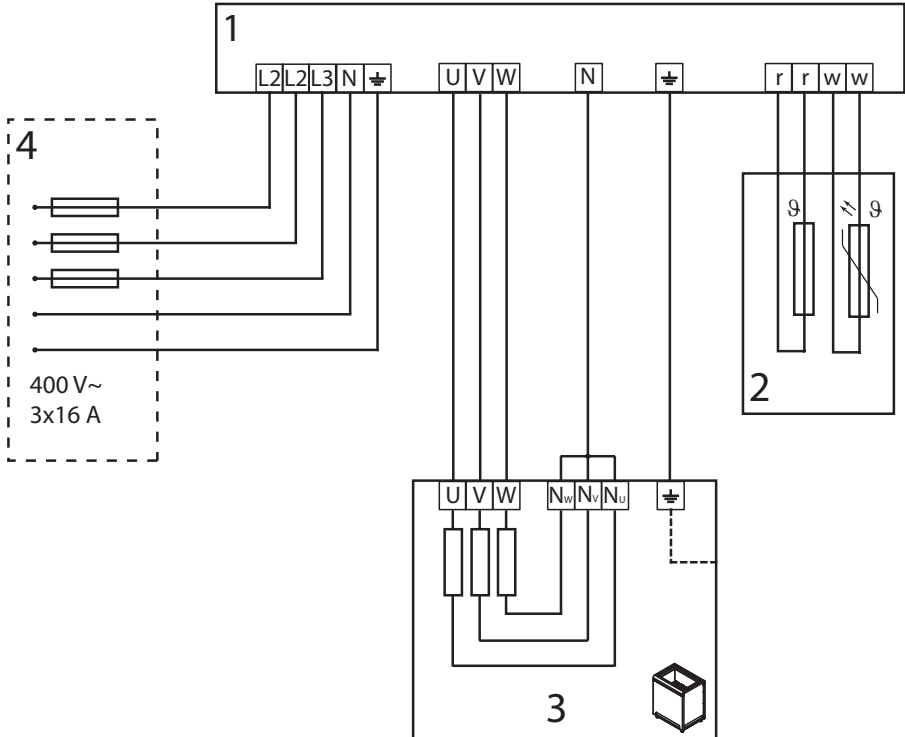 1
L2 L2 L3 N U V W N r r w w
4
ϑ ϑ
400 V~
3x16 A
2
U V W Nw Nv Nu
3